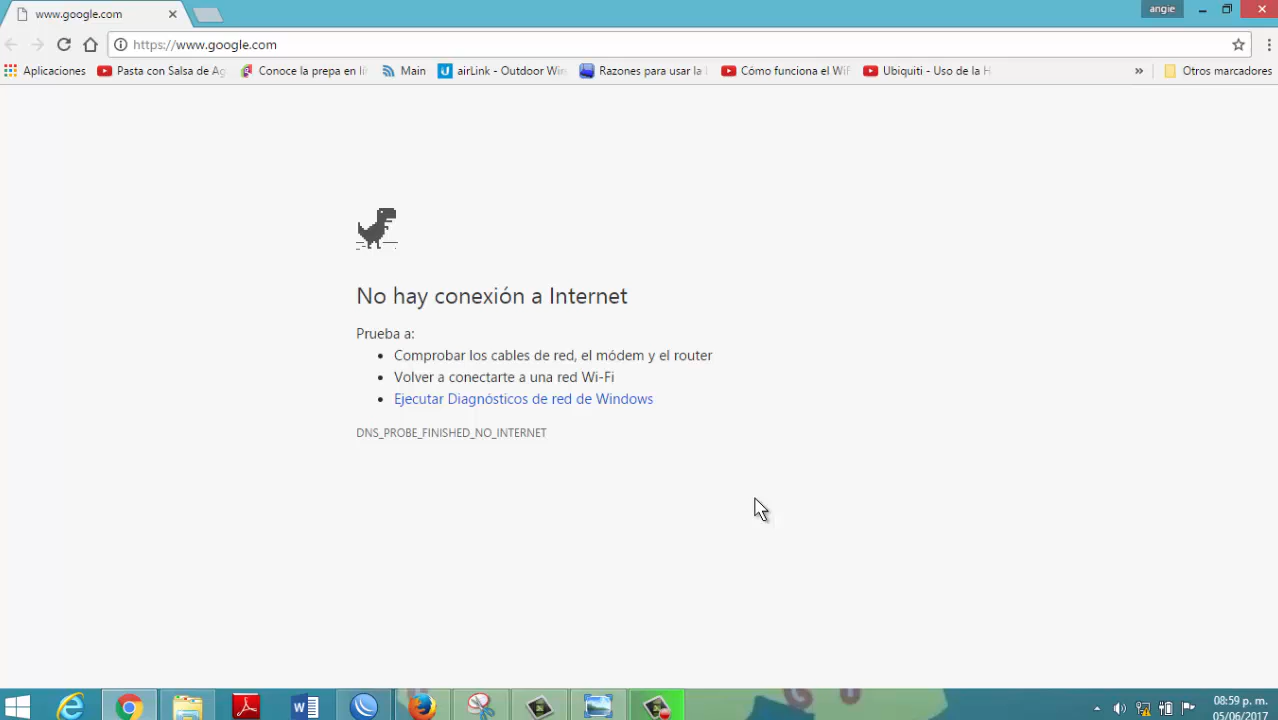 www.google.com
angie
https://www.google.com
Aplicaciones
Pasta con Salsa de Ag
Conoce la prepa en lí
Main
airLink - Outdoor Win
Razones para usar la
Cómo funciona el Wif
Ubiquiti - Uso de la H
»
Otros marcadores
No hay conexión a Internet
Prueba a:
• Comprobar los cables de red, el módem y el router
• Volver a conectarte a una red Wi-Fi
• Ejecutar Diagnósticos de red de Windows
DNS_PROBE_FINISHED_NO_INTERNET
08:59 p. m.
05/06/2017